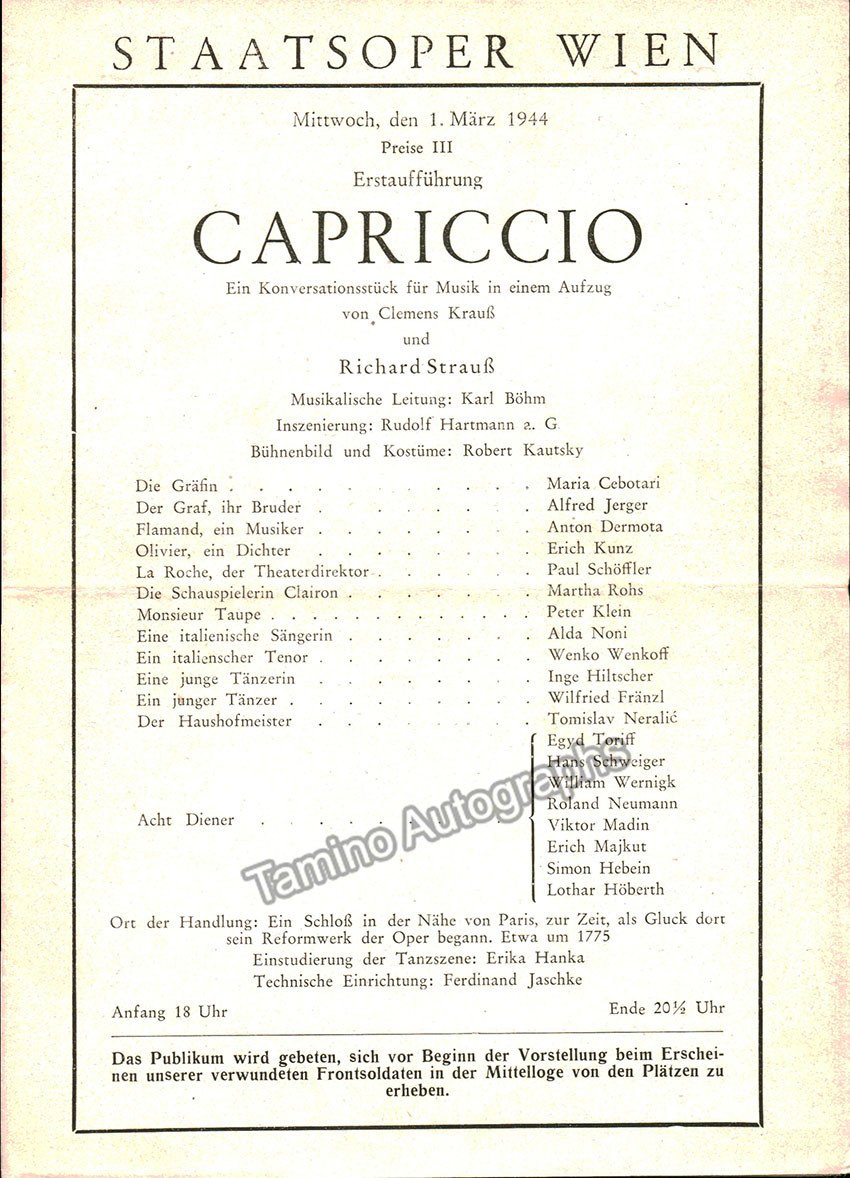 STAATSOPER WIEN
Mittwoch, den 1. März 1944
Preise III
Erstaufführung
CAPRICCIO
Ein Konversationsstück für Musik in einem Aufzug
von Clemens Krauß
und
Richard Strauß
Musikalische Leitung: Karl Böhm
Inszenierung: Rudolf Hartmann a. G
Bühnenbild und Kostüme: Robert Kautsky
Die Gräfin . . . . . . . . . . . Maria Cebotari
Der Graf, ihr Bruder . . . . . . . Alfred Jerger
Flamand, ein Musiker . . . . . . . . Anton Dermota
Olivier, ein Dichter . . . . . . . . Erich Kunz
La Roche, der Theaterdirektor . . . . . . Paul Schöffler
Die Schauspielerin Clairon . . . . . . . Martha Rohs
Monsieur Taupe . . . . . . . . . . . . . Peter Klein
Eine italienische Sängerin . . . . . . . Alda Noni
Ein italienscher Tenor . . . . . . . . Wenko Wenkoff
Eine junge Tänzerin . . . . . . . . Inge Hiltscher
Ein junger Tänzer . . . . . . . . . Wilfried Fränzl
Der Haushofmeister . . . . . . . . Tomislav Neralić
Egyd Toriff
Hans Schweiger
William Wernigk
Roland Neumann
Acht Diener . . . . . . . . . Viktor Madin
Erich Majkut
Simon Hebein
Lothar Höberth
Tamino Autographs
Ort der Handlung: Ein Schloß in der Nähe von Paris, zur Zeit, als Gluck dort
sein Reformwerk der Oper begann. Etwa um 1775
Einstudierung der Tanzszene: Erika Hanka
Technische Einrichtung: Ferdinand Jaschke
Anfang 18 Uhr Ende 20½ Uhr
Das Publikum wird gebeten, sich vor Beginn der Vorstellung beim Erschei-
nen unserer verwundeten Frontsoldaten in der Mittelloge von den Plätzen zu
erheben.